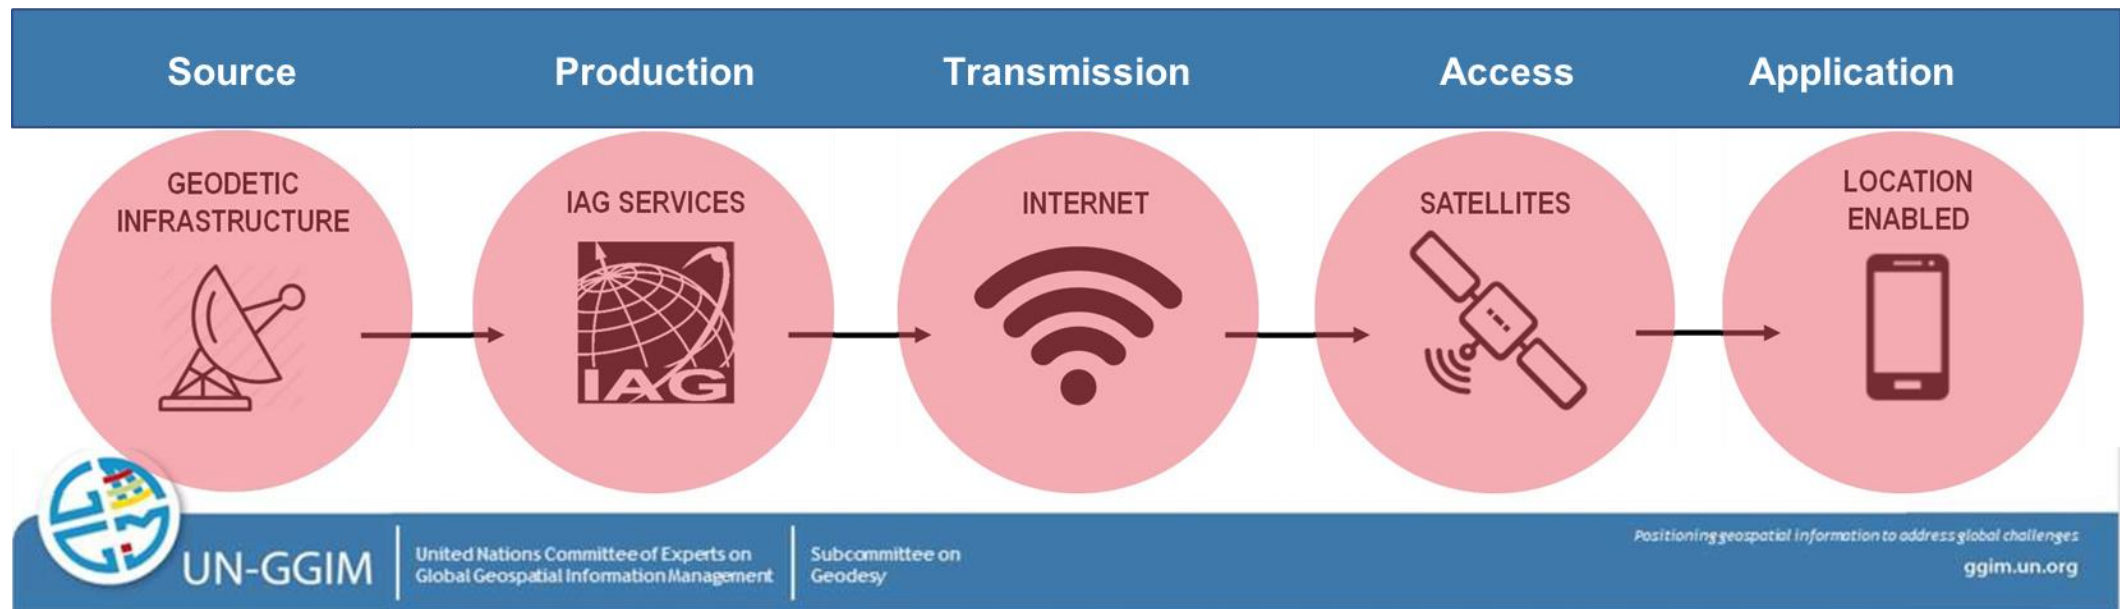 Source
Production
Transmission
Access
Application
GEODETIC
INFRASTRUCTURE
IAG SERVICES
IAG
INTERNET
SATELLITES
LOCATION
ENABLED
UN-GGIM
United Nations Committee of Experts on
Global Geospatial Information Management
Subcommittee on
Geodesy
Positioning geospatial information to address global challenges
ggim.un.org